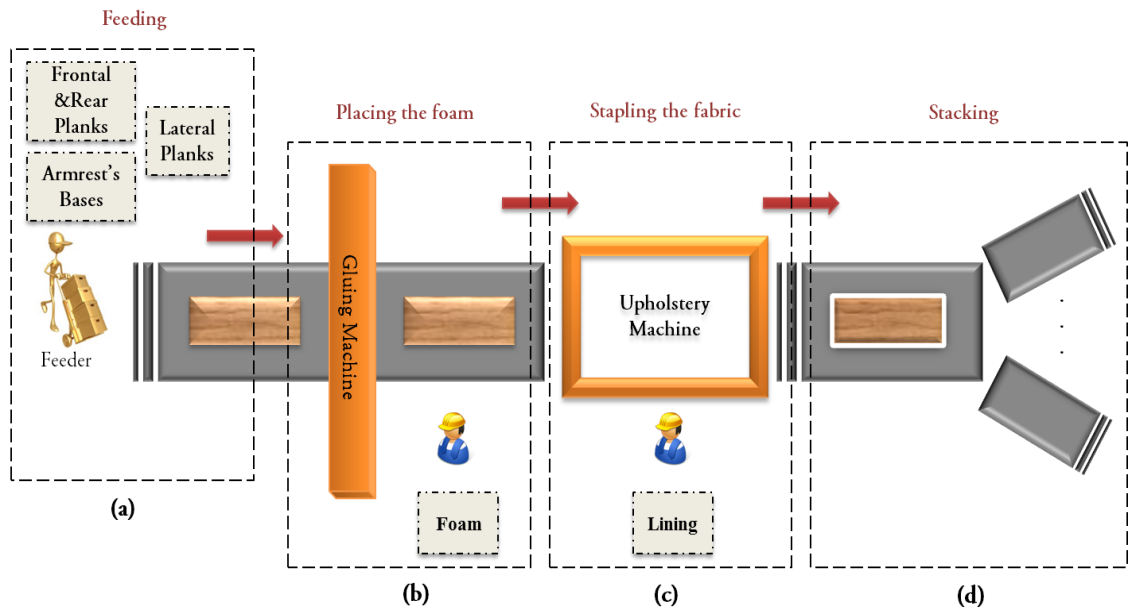 Feeding
Frontal
&Rear
Planks
Lateral
Planks
Armrest's
Bases
Feeder
(a)
Placing the foam
Gluing Machine
Foam
(b)
Stapling the fabric
Upholstery
Machine
Lining
(c)
Stacking
(d)